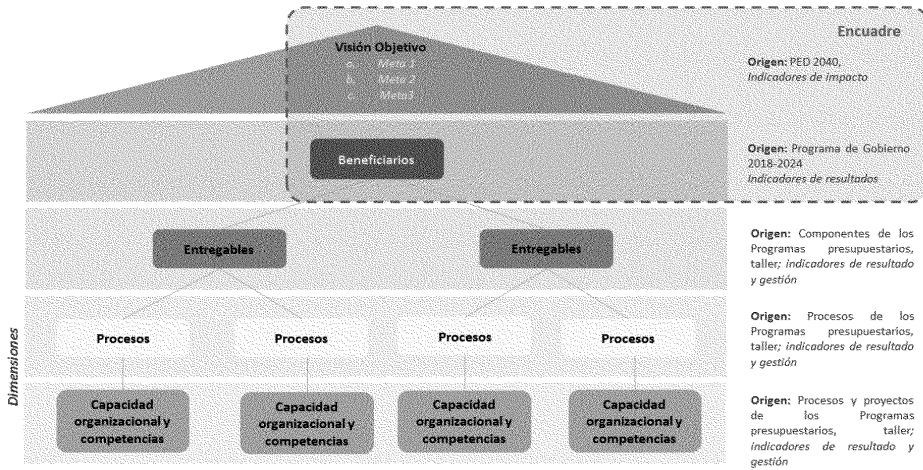 Encuadre
Visión Objetivo
a. Meta 1
b. Meta 2
c. Meta3
Origen: PED 2040,
Indicadores de impacto
Beneficiarios
Origen: Programa de Gobierno
2018-2024
Indicadores de resultados
Entregables
Entregables
Origen: Componentes de los
Programas presupuestarios,
taller; indicadores de resultado
y gestión
Dimensiones
Procesos
Procesos
Procesos
Procesos
Origen: Procesos de los
Programas presupuestarios,
taller; indicadores de resultado
y gestión
Capacidad
organizacional y
competencias
Capacidad
organizacional y
competencias
Capacidad
organizacional y
competencias
Capacidad
organizacional y
competencias
Origen: Procesos y proyectos
de los Programas
presupuestarios, taller;
indicadores de resultado y
gestión